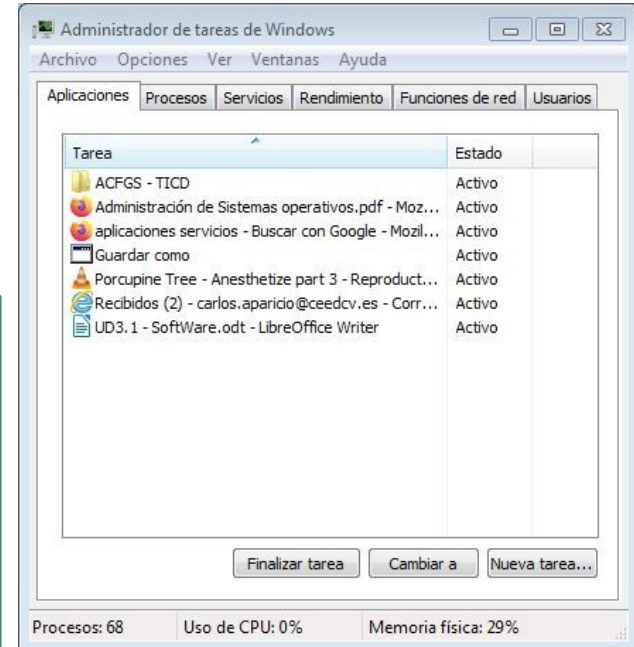 Administrador de tareas de Windows
Archivo Opciones Ver Ventanas Ayuda
Aplicaciones Procesos Servicios Rendimiento Funciones de red Usuarios
Tarea Estado
ACFGS - TICD Activo
Administración de Sistemas operativos.pdf - Moz... Activo
aplicaciones servicios - Buscar con Google - Mozil... Activo
Guardar como Activo
Porcupine Tree - Anesthetize part 3 - Reproduct... Activo
Recibidos (2) - carlos.aparicio@ceedcv.es - Corr... Activo
UD3.1 - SoftWare.odt - LibreOffice Writer Activo
Finalizar tarea Cambiar a Nueva tarea...
Procesos: 68 Uso de CPU: 0% Memoria física: 29%